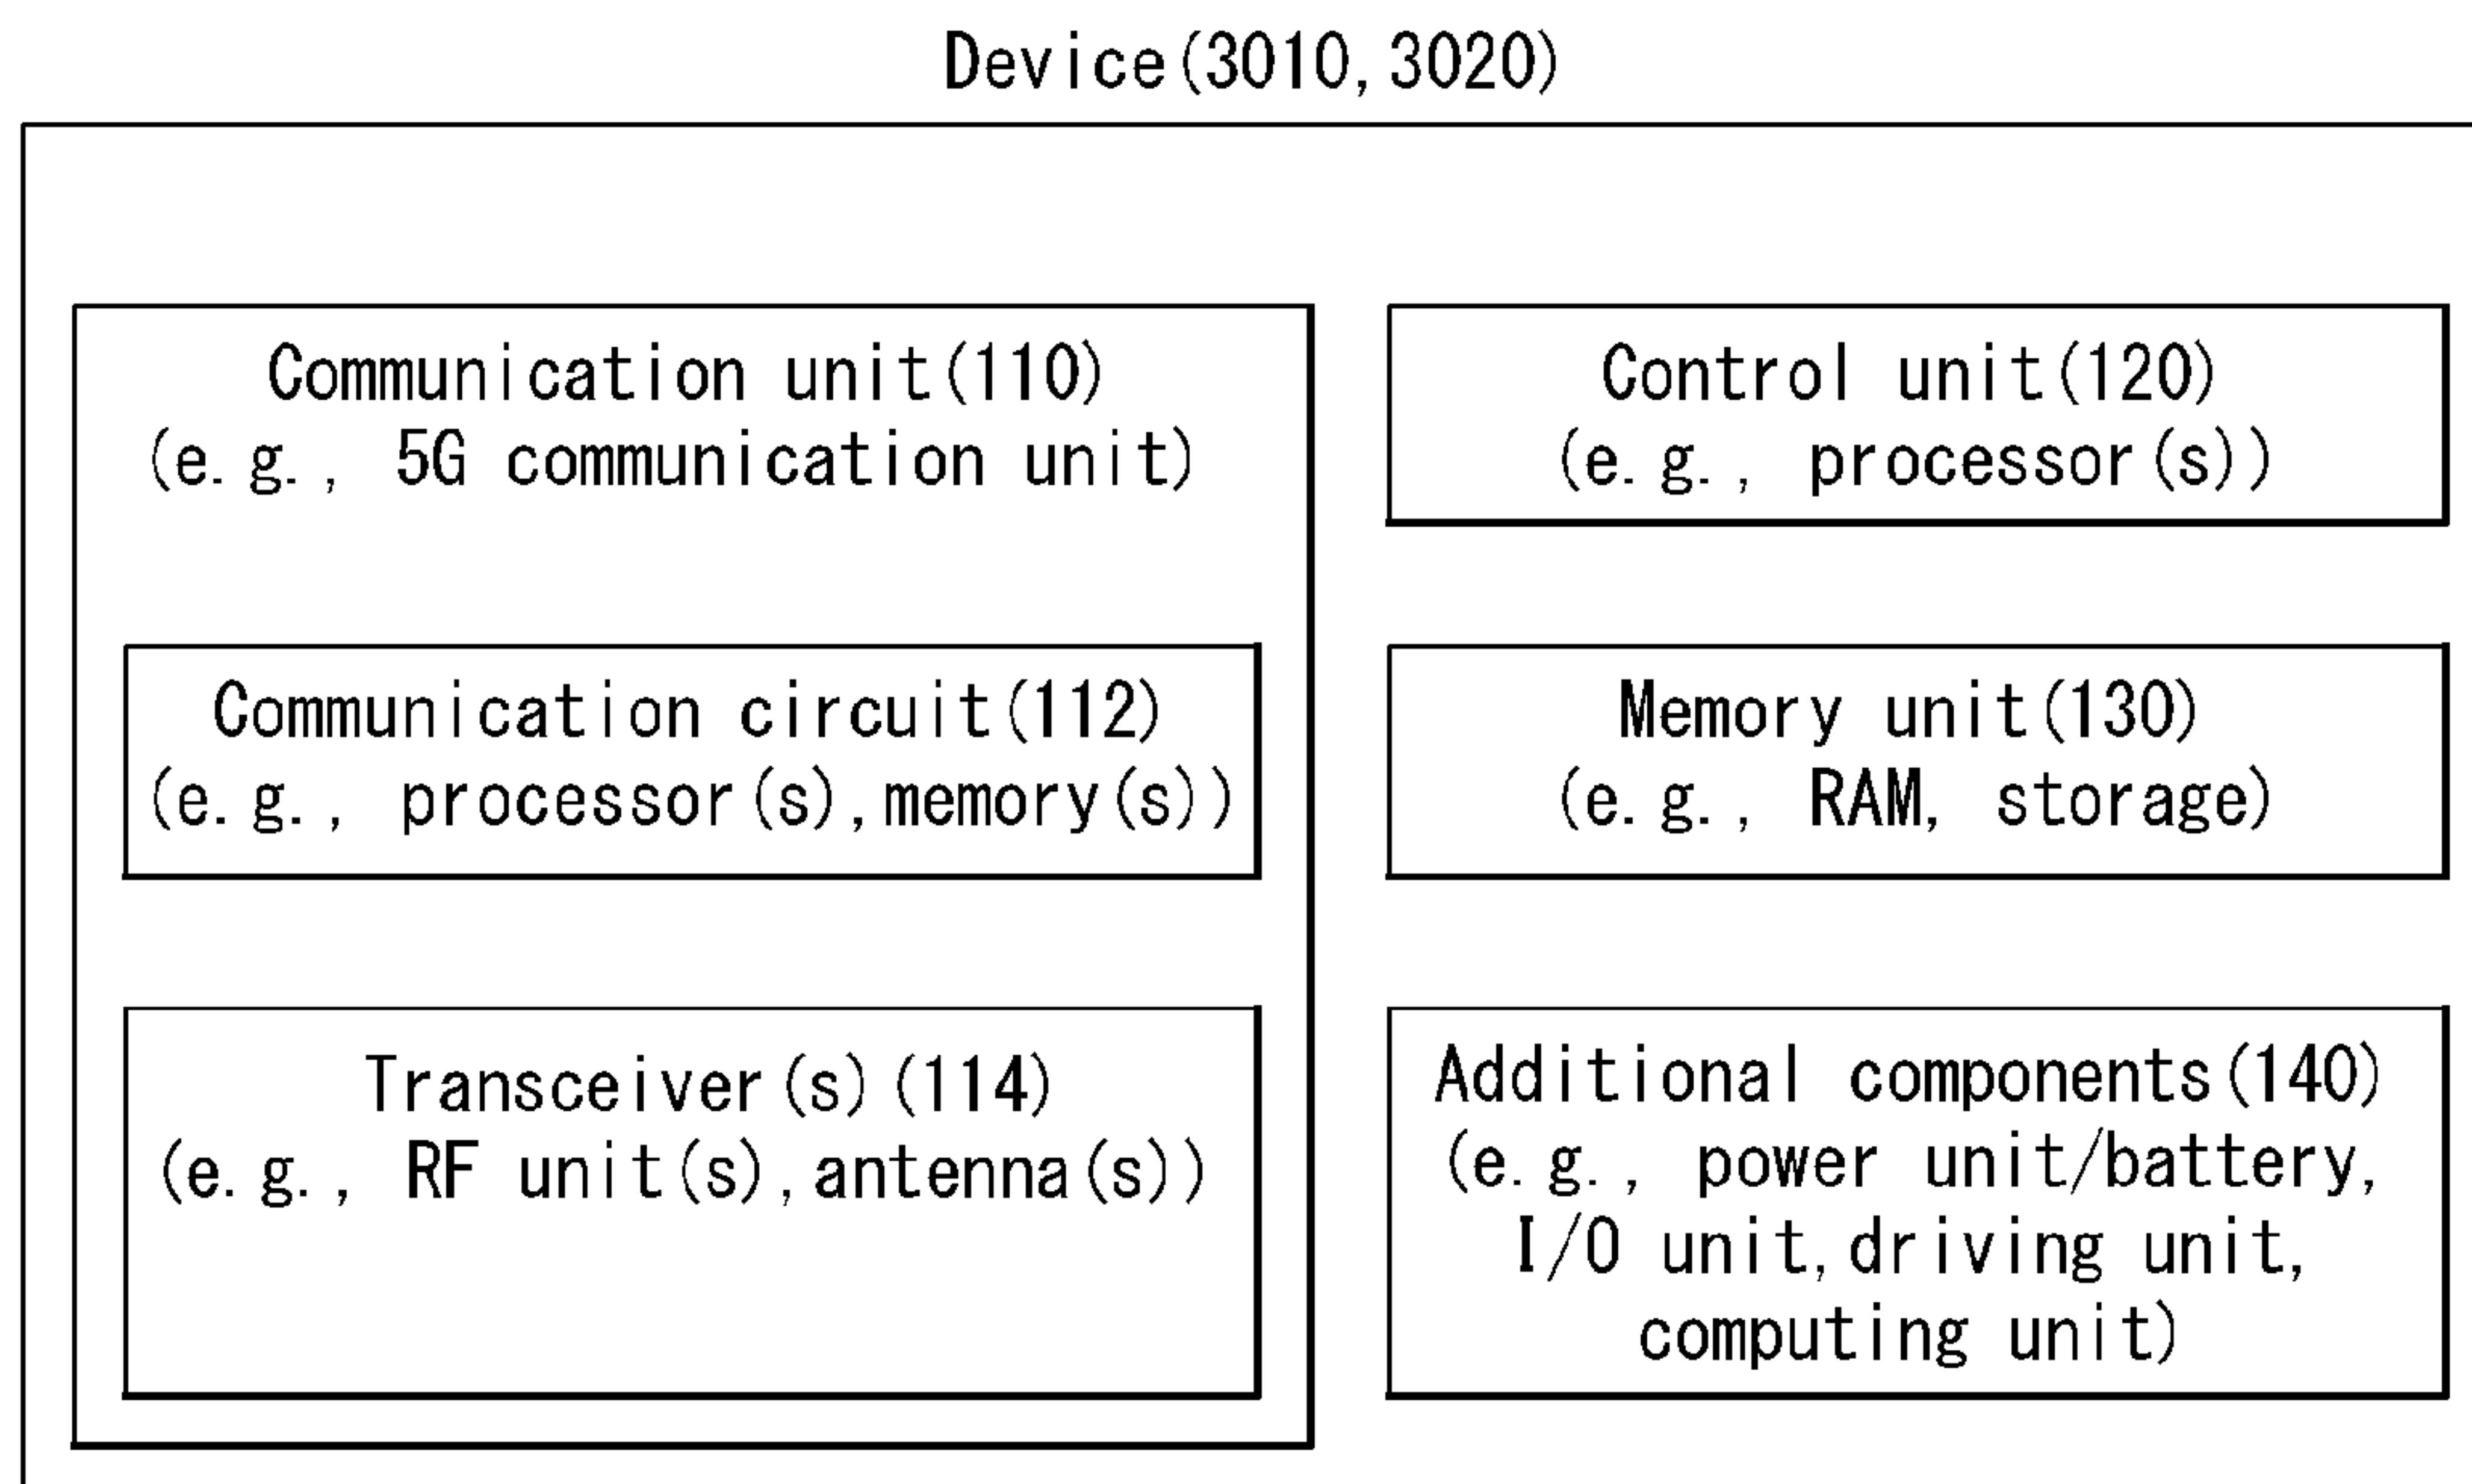 Device(3010,3020)
Communication unit(110)
(e.g., 5G communication unit)
Communication circuit(112)
(e.g., processor(s),memory(s))
Transceiver(s)(114)
(e.g., RF unit(s),antenna(s))
Control unit(120)
(e.g., processor(s))
Memory unit(130)
(e.g., RAM, storage)
Additional components(140)
(e.g., power unit/battery,
I/O unit,driving unit,
computing unit)